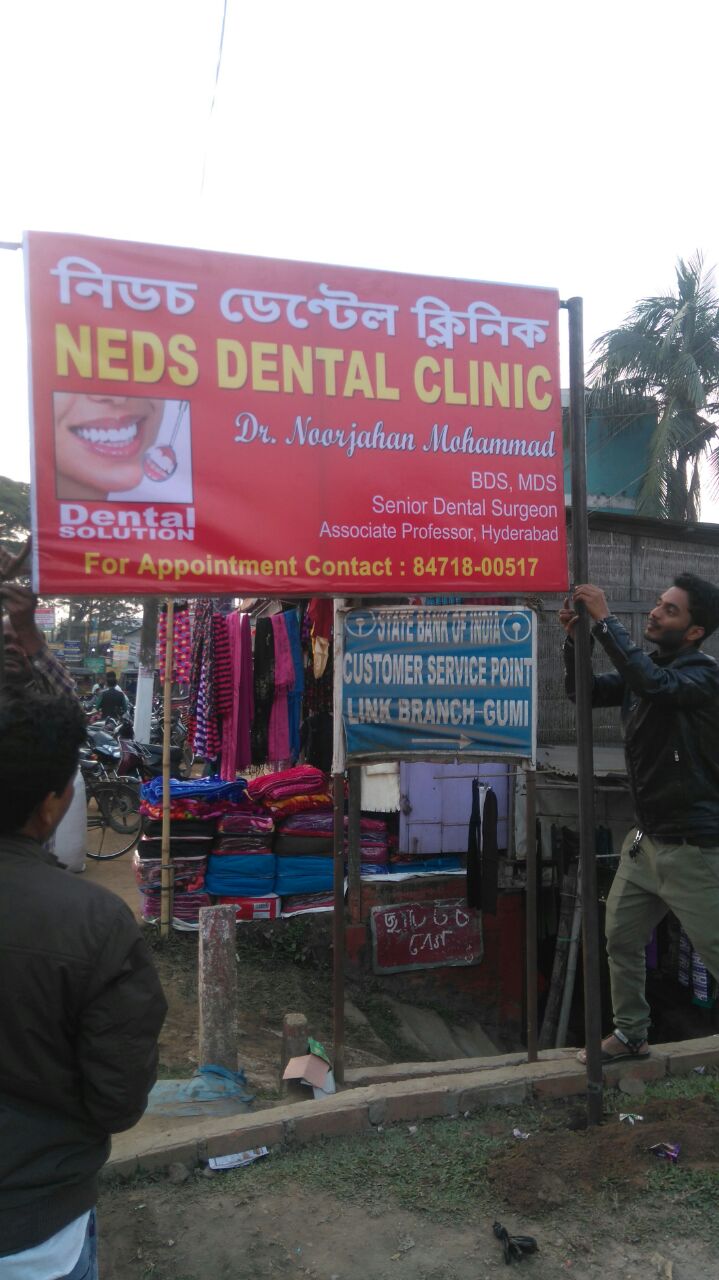 নিডচ ডেণ্টেল ক্লিনিক
NEDS DENTAL CLINIC
Dr. Noorjahan Mohammad
BDS, MDS
Senior Dental Surgeon
Associate Professor, Hyderabad
Dental
SOLUTION
For Appointment Contact : 84718-00517
STATE BANK OF INDIA
CUSTOMER SERVICE POINT
LINK BRANCH-GUMI